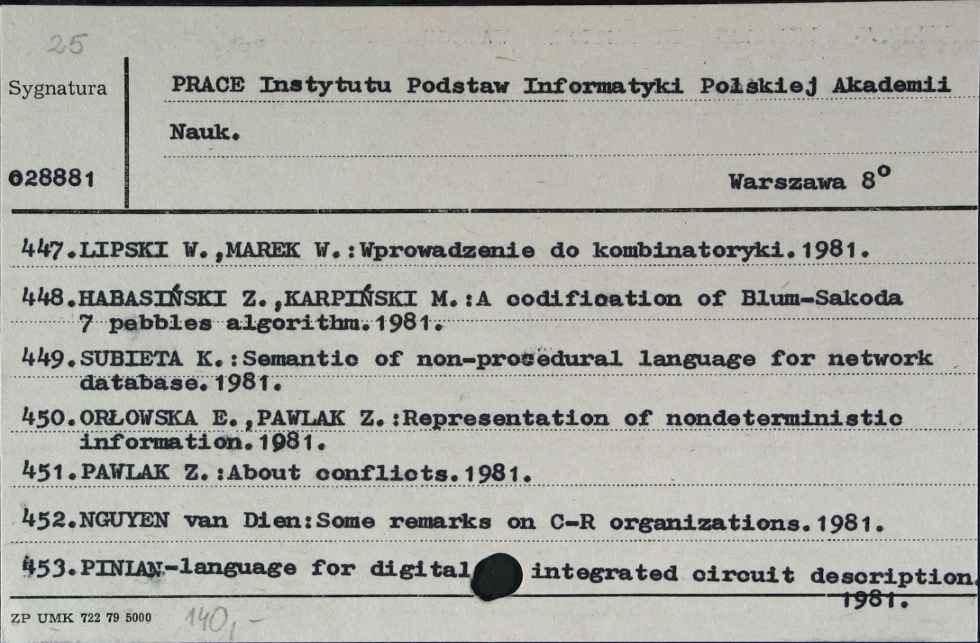 25
Sygnatura
PRACE Instytutu Podstaw Informatyki Polskiej Akademii
Nauk.
028881
Warszawa 8°
447.LIPSKI W.,MAREK W.:Wprowadzenie do kombinatoryki.1981.
448.HABASIŃSKI Z.,KARPIŃSKI M.:A codification of Blum-Sakoda
7 pebbles algorithm.1981.
449.SUBIETA K.:Semantic of non-procedural language for network
database.1981.
450.ORŁOWSKA E.,PAWLAK Z.:Representation of nondeterministic
information.1981.
451.PAWLAK Z.:About conflicts.1981.
452.NGUYEN van Dien:Some remarks on C-R organizations.1981.
453.PINIAN-language for digital integrated circuit description.
1981.
ZP UMK 722 79 5000
140,-